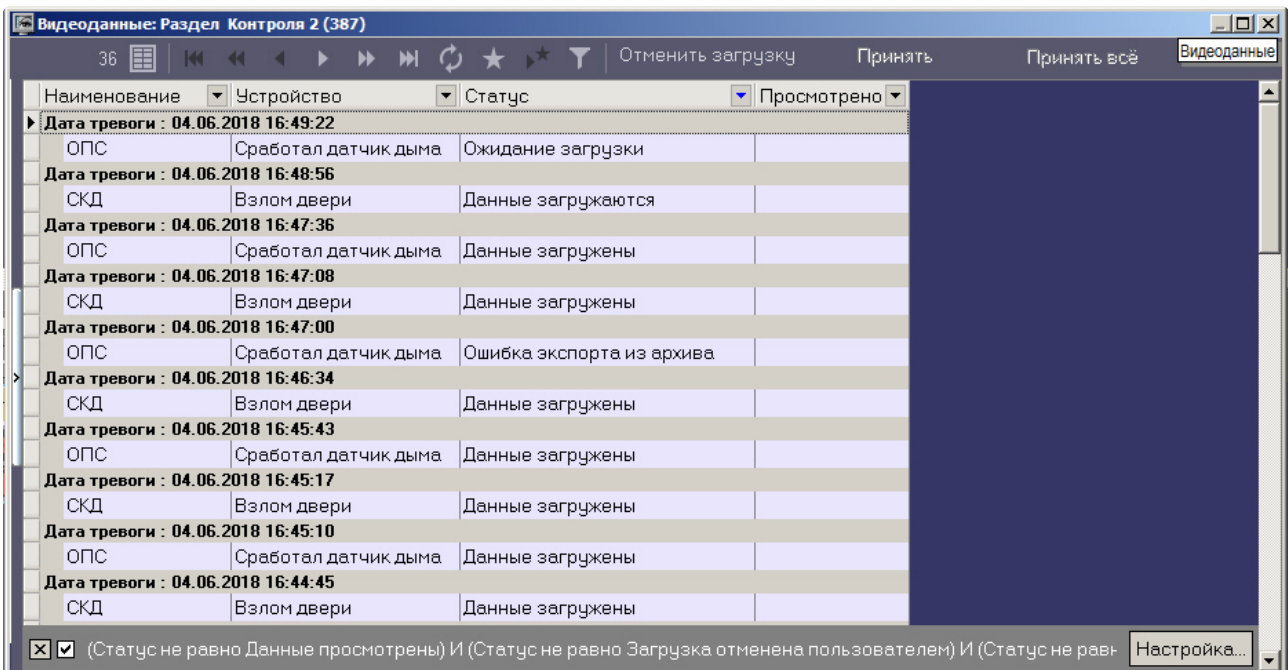 Видеоданные: Раздел Контроля 2 (387)
36 Отменить загрузку Принять Принять всё Видеоданные
Наименование Устройство Статус Просмотрено
Дата тревоги : 04.06.2018 16:49:22
ОПС Сработал датчик дыма Ожидание загрузки
Дата тревоги : 04.06.2018 16:48:56
СКД Взлом двери Данные загружаются
Дата тревоги : 04.06.2018 16:47:36
ОПС Сработал датчик дыма Данные загружены
Дата тревоги : 04.06.2018 16:47:08
СКД Взлом двери Данные загружены
Дата тревоги : 04.06.2018 16:47:00
ОПС Сработал датчик дыма Ошибка экспорта из архива
Дата тревоги : 04.06.2018 16:46:34
СКД Взлом двери Данные загружены
Дата тревоги : 04.06.2018 16:45:43
ОПС Сработал датчик дыма Данные загружены
Дата тревоги : 04.06.2018 16:45:17
СКД Взлом двери Данные загружены
Дата тревоги : 04.06.2018 16:45:10
ОПС Сработал датчик дыма Данные загружены
Дата тревоги : 04.06.2018 16:44:45
СКД Взлом двери Данные загружены
(Статус не равно Данные просмотрены) И (Статус не равно Загрузка отменена пользователем) И (Статус не равн Настройка...